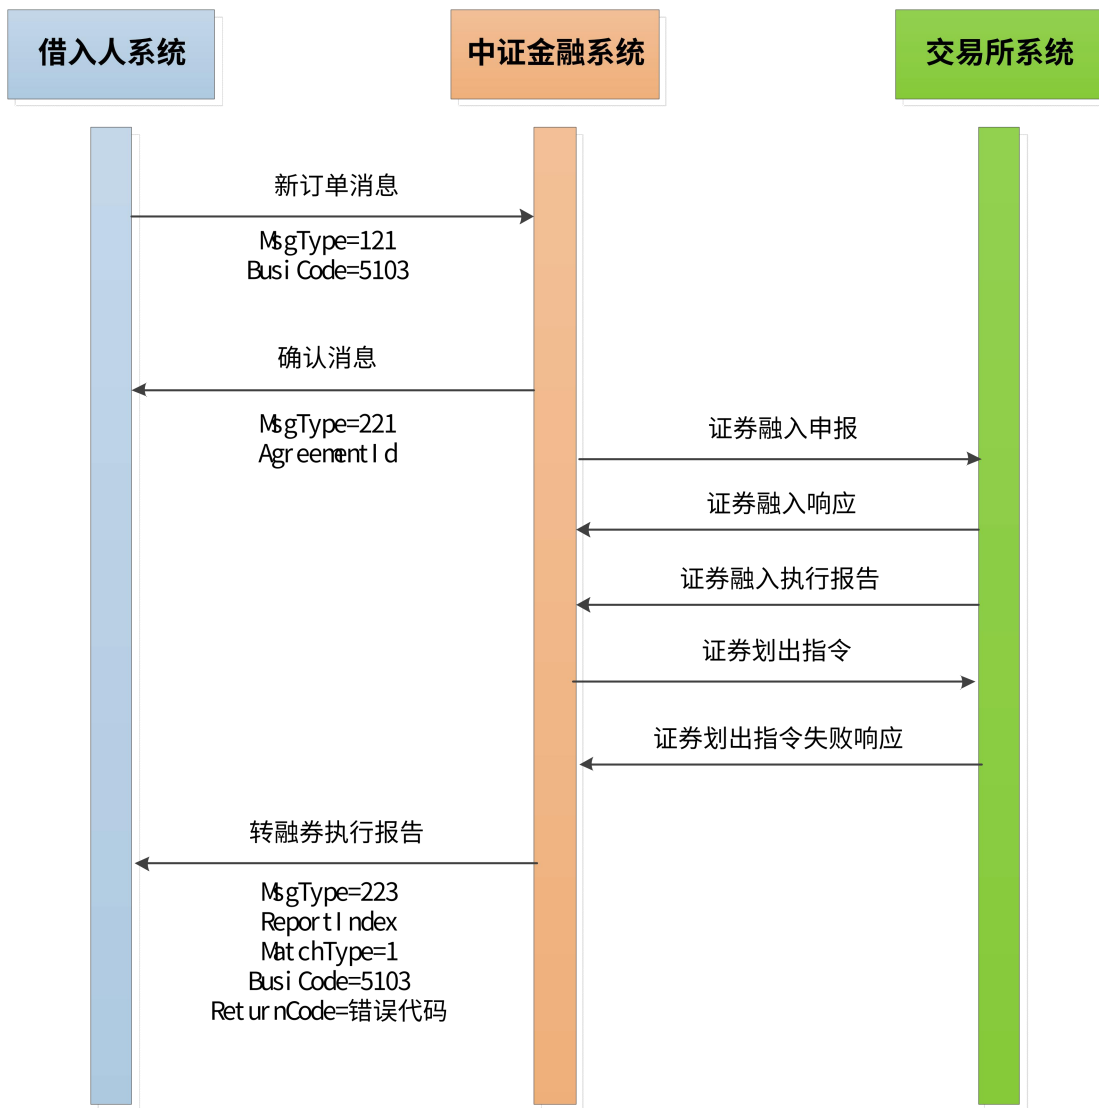 借入人系统
中证金融系统
交易所系统
新订单消息
MsgType=121
BusiCode=5103
确认消息
MsgType=221
AgreementId
证券融入申报
证券融入响应
证券融入执行报告
证券划出指令
证券划出指令失败响应
转融券执行报告
MsgType=223
ReportIndex
MatchType=1
BusiCode=5103
ReturnCode=错误代码